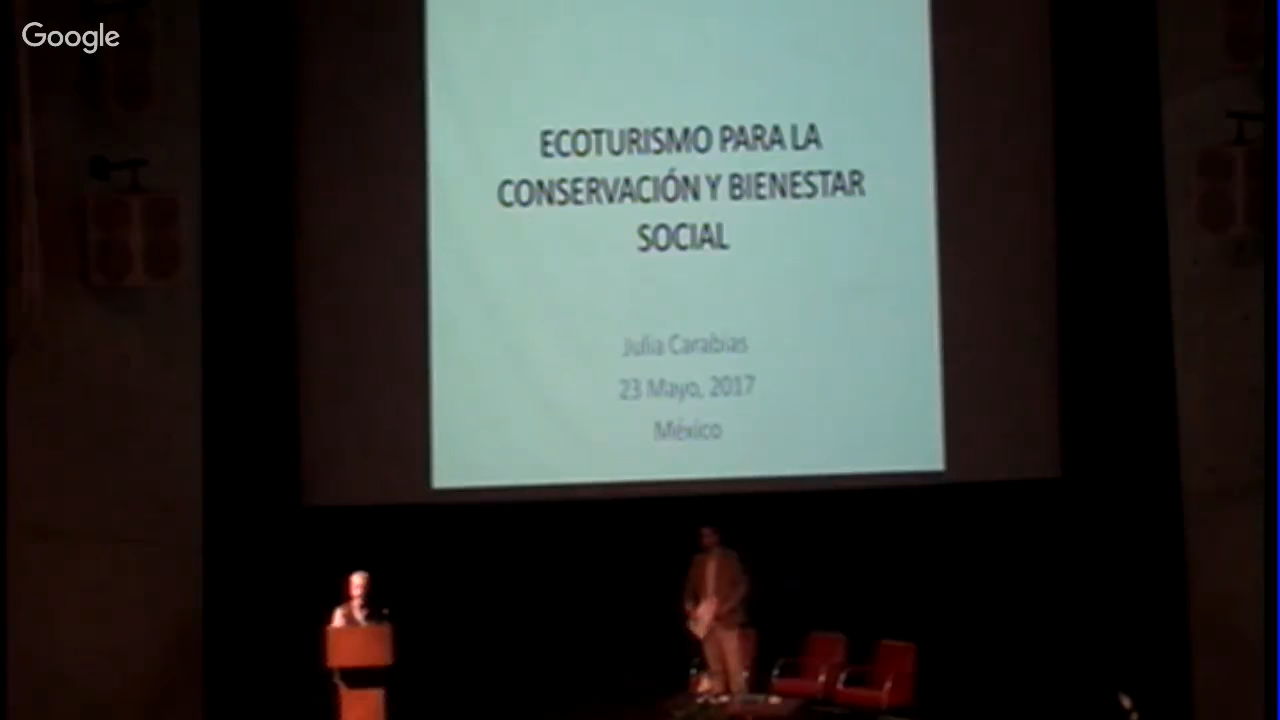 Google
ECOTURISMO PARA LA
CONSERVACIÓN Y BIENESTAR
SOCIAL
Julia Carabias
23 Mayo, 2017
México